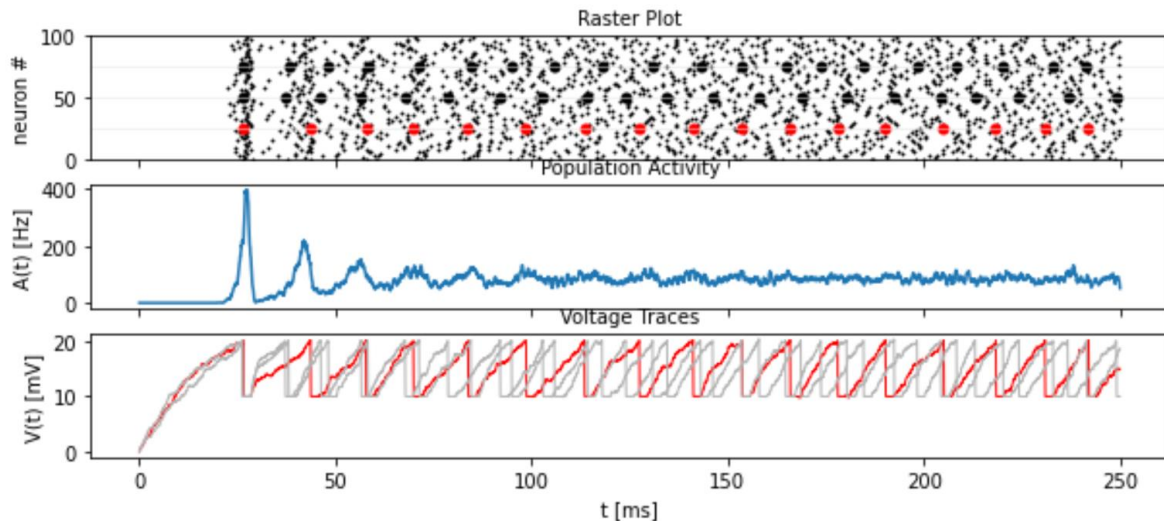 Raster Plot
100
50
0
neuron #
Population Activity
400
200
0
A(t) [Hz]
Voltage Traces
20
10
0
V(t) [mV]
0 50 100 150 200 250
t [ms]